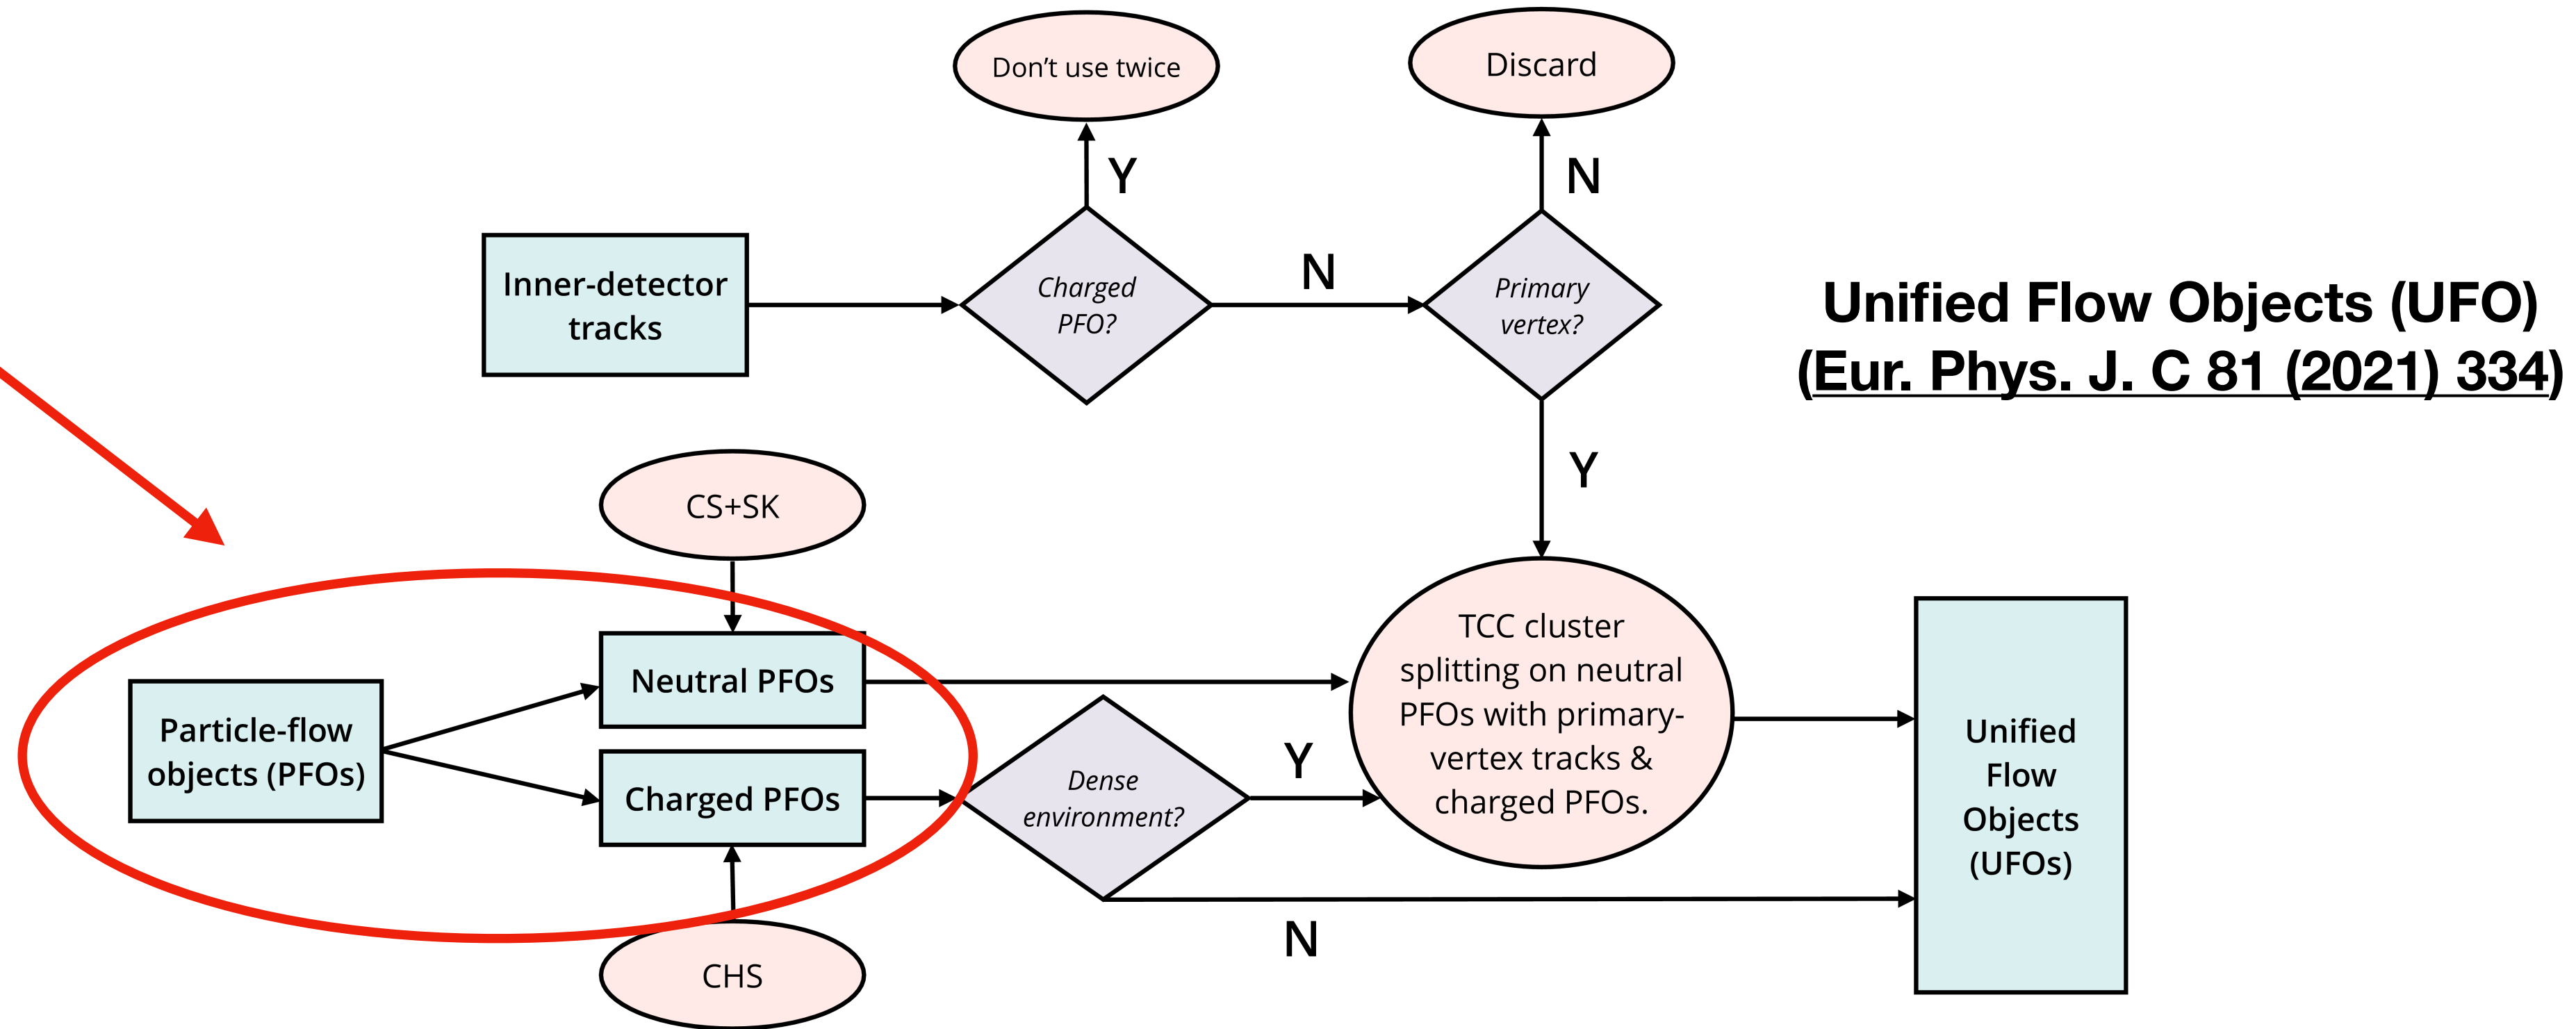 Don’t use twice
Discard
Y
N
Inner-detector
tracks
Charged
PFO?
N
Primary
vertex?
Unified Flow Objects (UFO)
(Eur. Phys. J. C 81 (2021) 334)
Y
CS+SK
Particle-flow
objects (PFOs)
Neutral PFOs
Charged PFOs
CHS
Dense
environment?
Y
N
TCC cluster
splitting on neutral
PFOs with primary-
vertex tracks &
charged PFOs.
Unified
Flow
Objects
(UFOs)